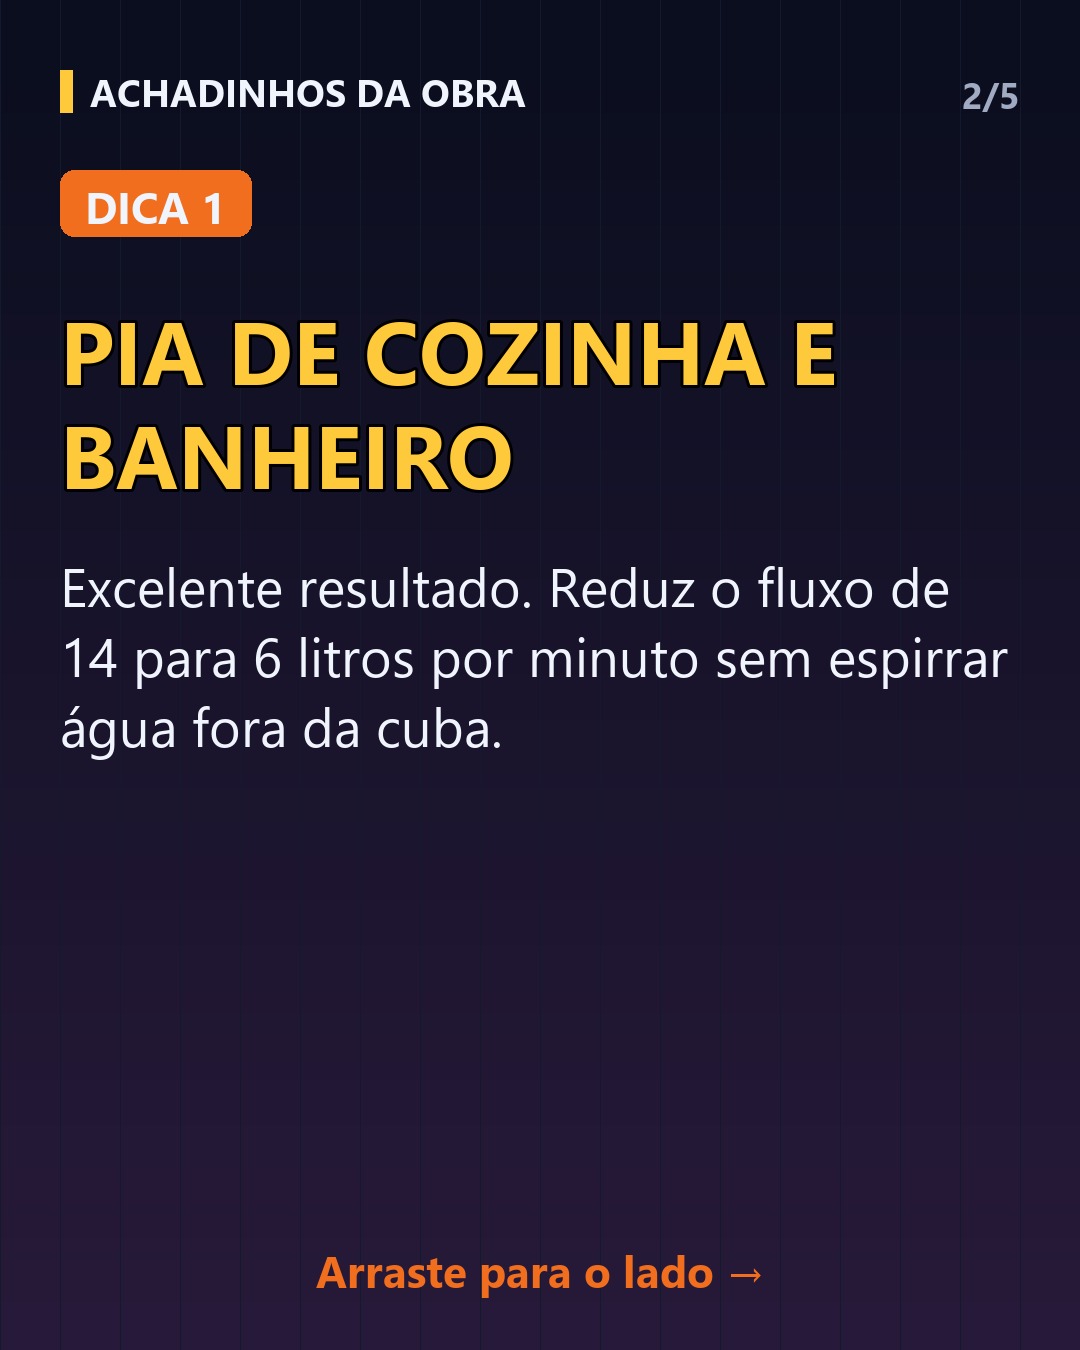 ACHADINHOS DA OBRA
2/5
DICA 1
PIA DE COZINHA E
BANHEIRO
Excelente resultado. Reduz o fluxo de
14 para 6 litros por minuto sem espirrar
água fora da cuba.
Arraste para o lado →